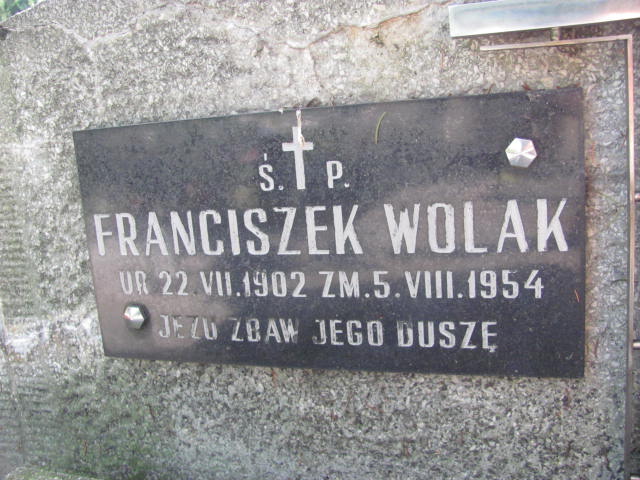 Ś. P.
FRANCISZEK WOLAK
UR 22.VII.1902 ZM.5.VIII.1954
JEZU ZBAW JEGO DUSZĘ